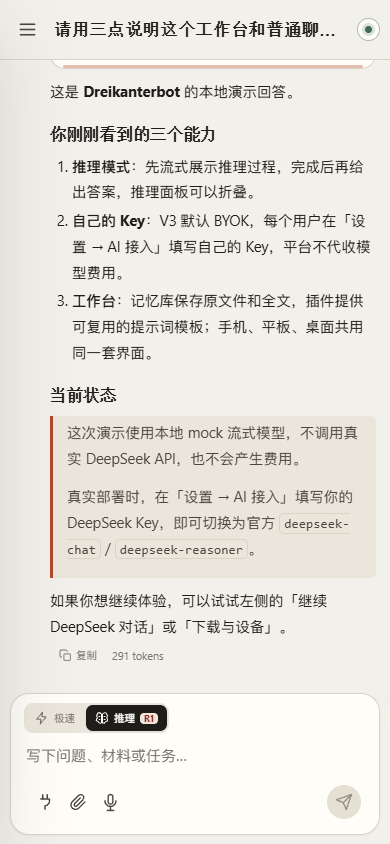 请用三点说明这个工作台和普通聊...
这是 Dreikanterbot 的本地演示回答。
你刚刚看到的三个能力
1. 推理模式：先流式展示推理过程，完成后再给
出答案，推理面板可以折叠。
2. 自己的 Key：V3 默认 BYOK，每个用户在「设
置 → AI 接入」填写自己的 Key，平台不代收模
型费用。
3. 工作台：记忆库保存原文件和全文，插件提供
可复用的提示词模板；手机、平板、桌面共用
同一套界面。
当前状态
这次演示使用本地 mock 流式模型，不调用真
实 DeepSeek API，也不会产生费用。
真实部署时，在「设置 → AI 接入」填写你的
DeepSeek Key，即可切换为官方 deepseek-
chat / deepseek-reasoner。
如果你想继续体验，可以试试左侧的「继续
DeepSeek 对话」或「下载与设备」。
复制 291 tokens
极速 推理 R1
写下问题、材料或任务...